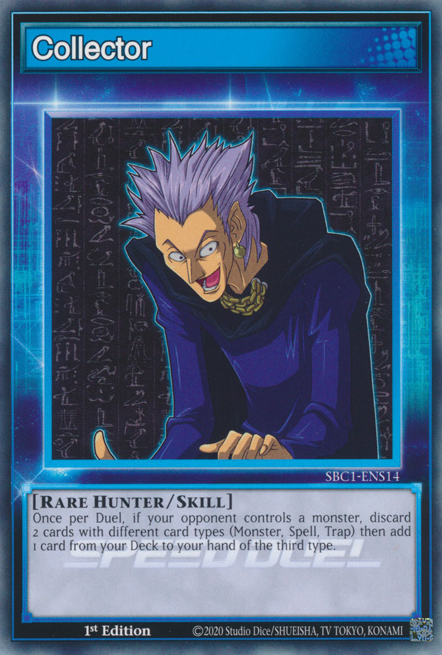 Collector
SBC1-ENS14
[RARE HUNTER/SKILL]
Once per Duel, if your opponent controls a monster, discard
2 cards with different card types (Monster, Spell, Trap) then add
1 card from your Deck to your hand of the third type.
SPEED DUEL
1st Edition
©2020 Studio Dice/SHUEISHA, TV TOKYO, KONAMI